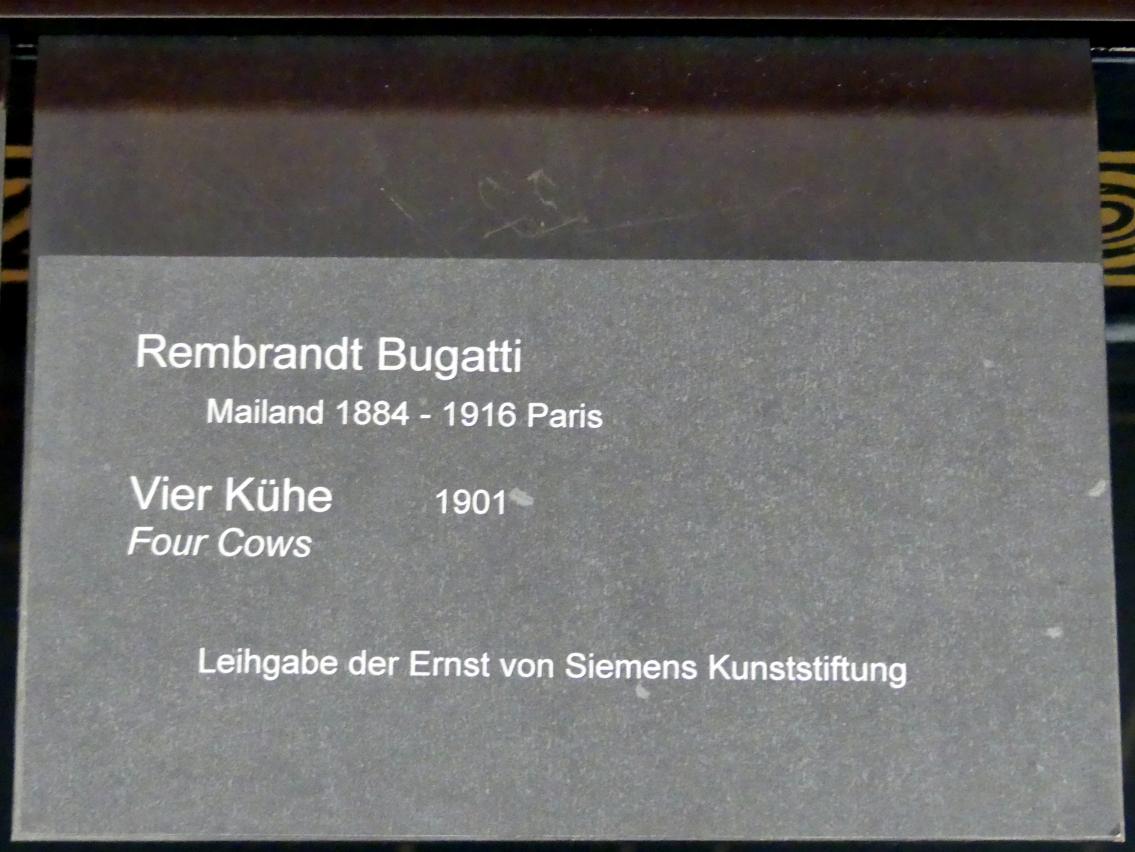 Rembrandt Bugatti
Mailand 1884 - 1916 Paris
Vier Kühe 1901
Four Cows
Leihgabe der Ernst von Siemens Kunststiftung